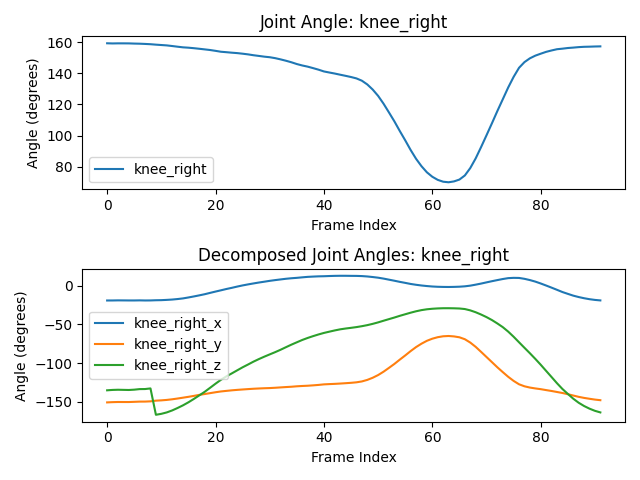 Joint Angle: knee_right
Angle (degrees)
160
140
120
100
80
knee_right
0
20
40
60
80
Frame Index
Decomposed Joint Angles: knee_right
Angle (degrees)
0
−50
−100
−150
knee_right_x
knee_right_y
knee_right_z
0
20
40
60
80
Frame Index